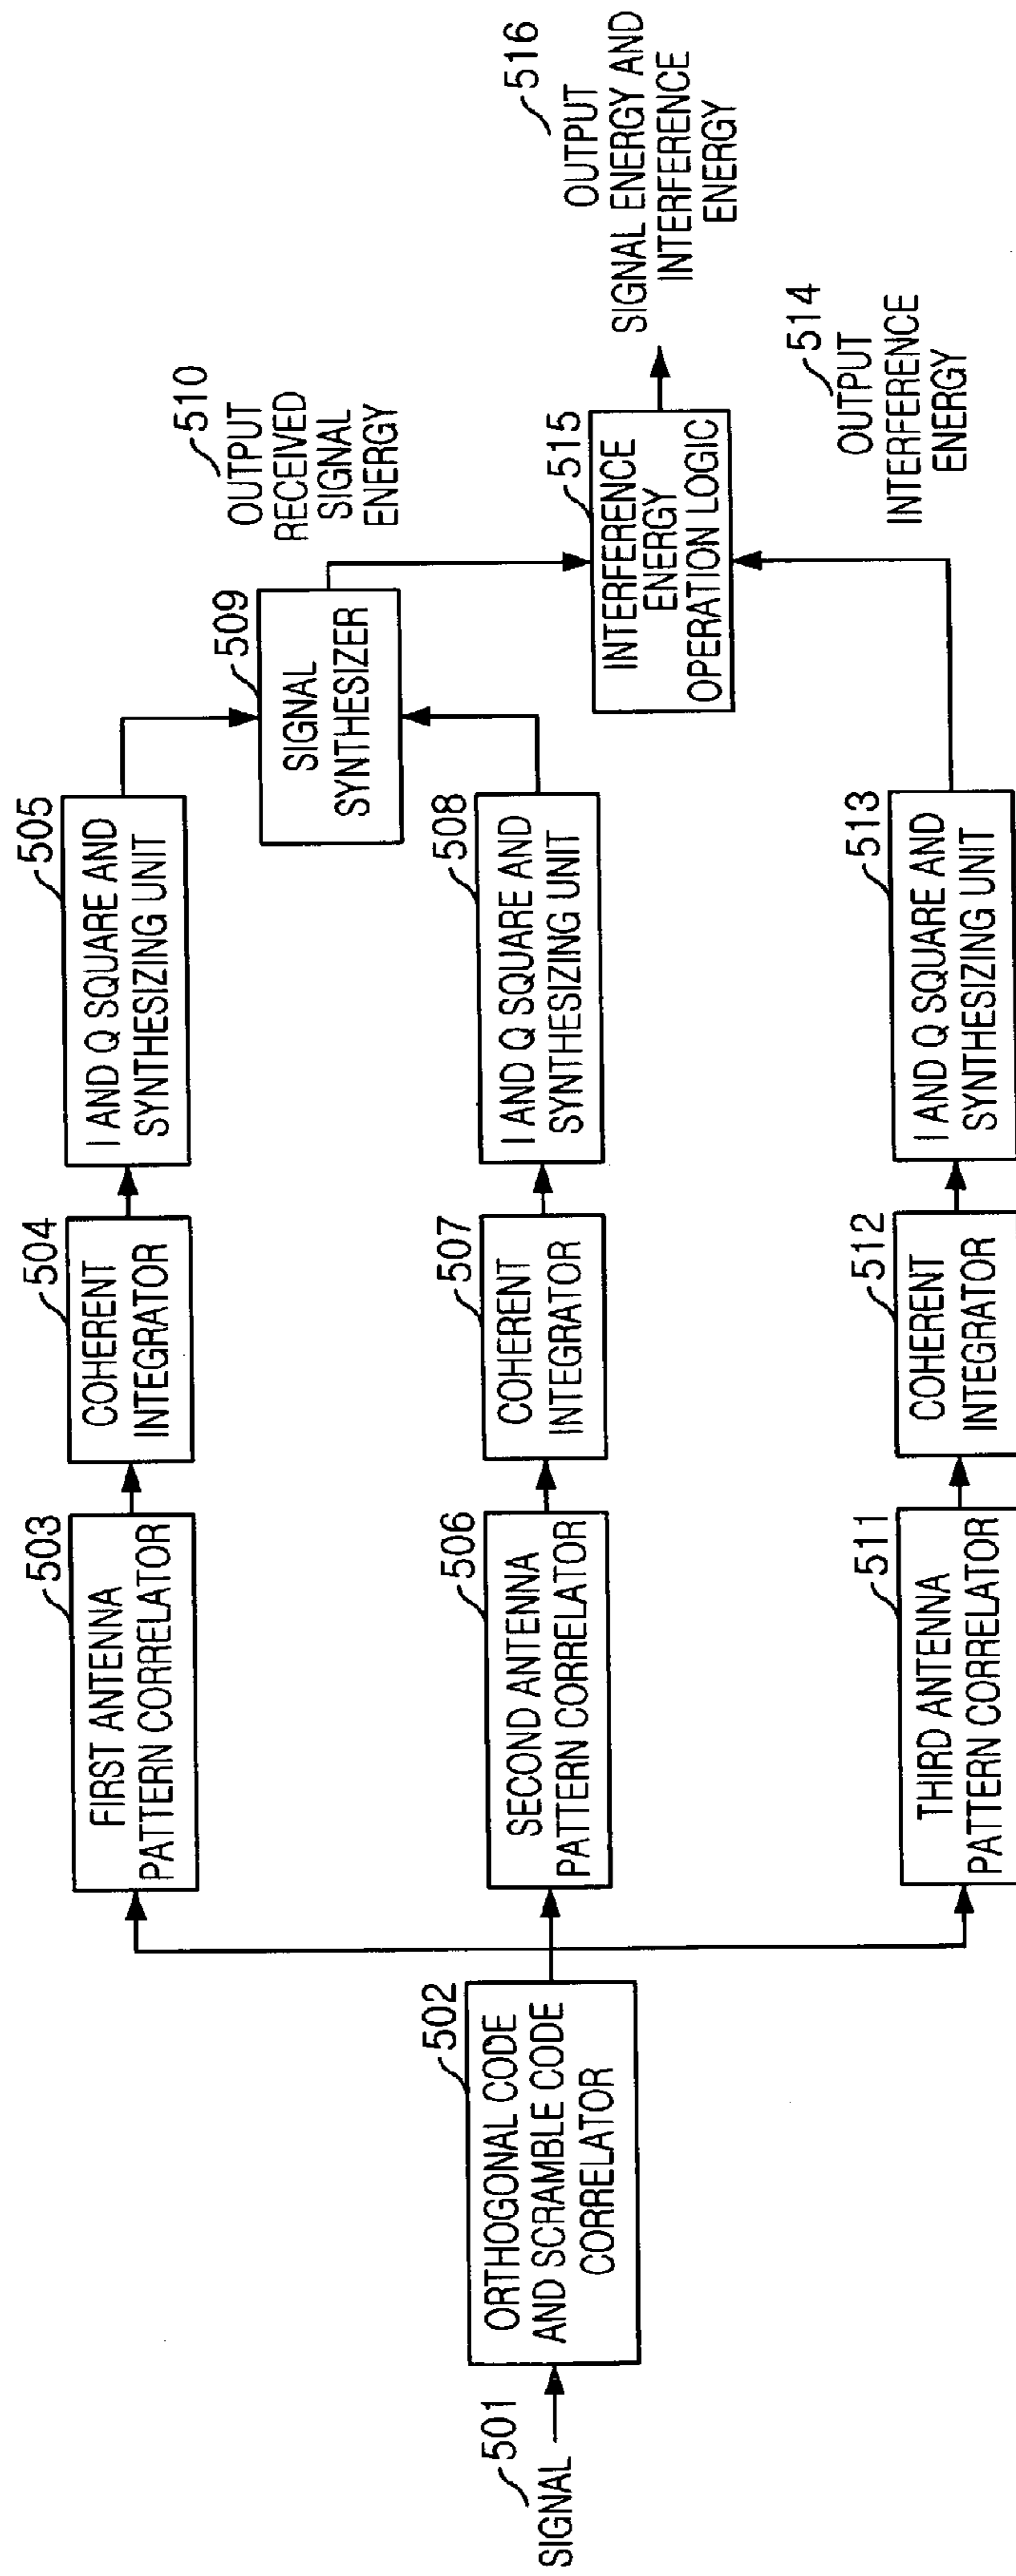 501
SIGNAL
502
ORTHOGONAL CODE
AND SCRAMBLE CODE
CORRELATOR
503
FIRST ANTENNA
PATTERN CORRELATOR
504
COHERENT
INTEGRATOR
505
I AND Q SQUARE AND
SYNTHESIZING UNIT
506
SECOND ANTENNA
PATTERN CORRELATOR
507
COHERENT
INTEGRATOR
508
I AND Q SQUARE AND
SYNTHESIZING UNIT
509
SIGNAL
SYNTHESIZER
510
OUTPUT
RECEIVED
SIGNAL
ENERGY
511
THIRD ANTENNA
PATTERN CORRELATOR
512
COHERENT
INTEGRATOR
513
I AND Q SQUARE AND
SYNTHESIZING UNIT
514
OUTPUT
INTERFERENCE
ENERGY
515
INTERFERENCE
ENERGY
OPERATION LOGIC
516
OUTPUT
SIGNAL ENERGY AND
INTERFERENCE
ENERGY